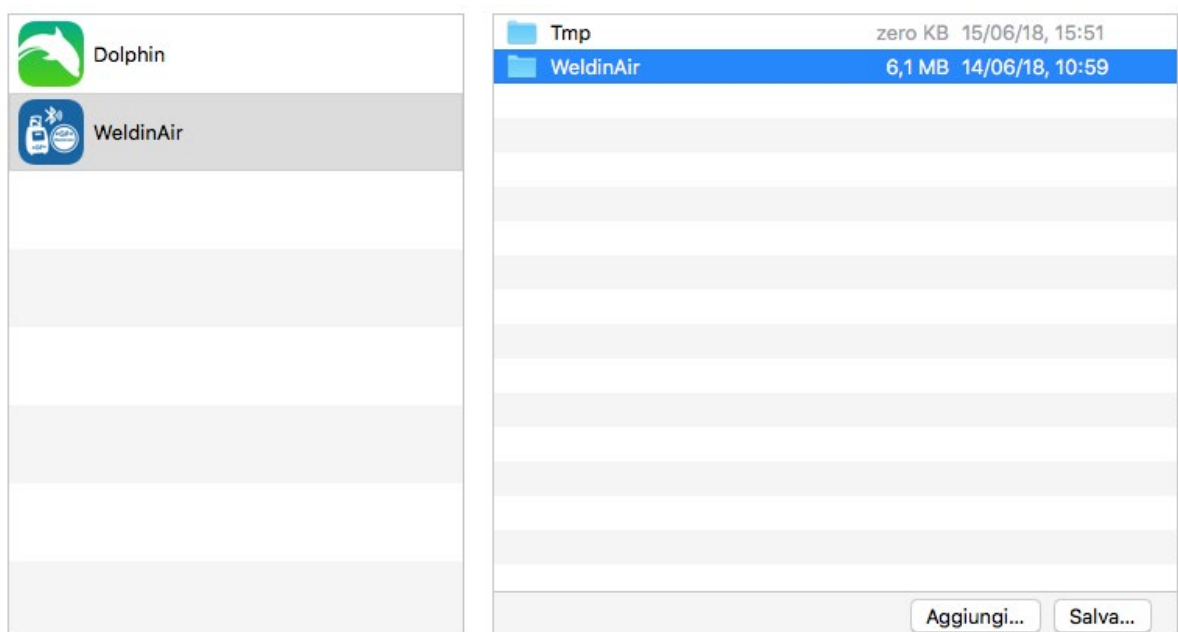 Dolphin
WeldinAir
Tmp zero KB 15/06/18, 15:51
WeldinAir 6,1 MB 14/06/18, 10:59
Aggiungi... Salva...